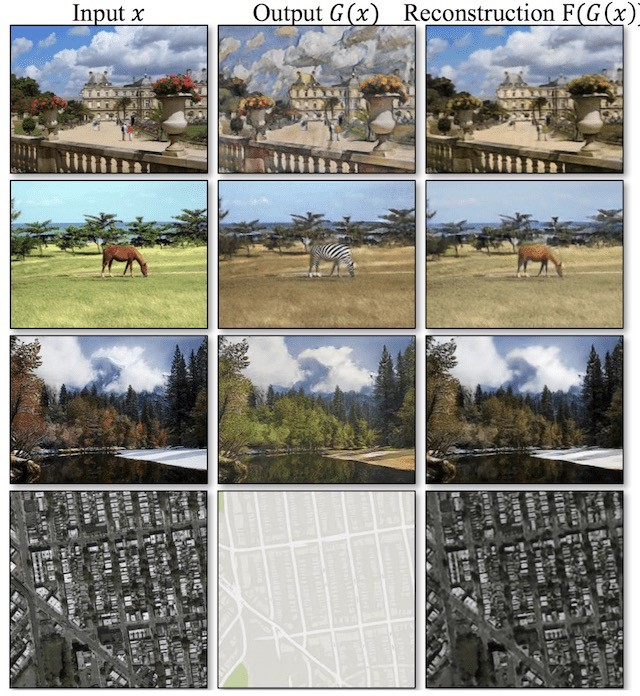 Input x
Output G(x)
Reconstruction F(G(x))